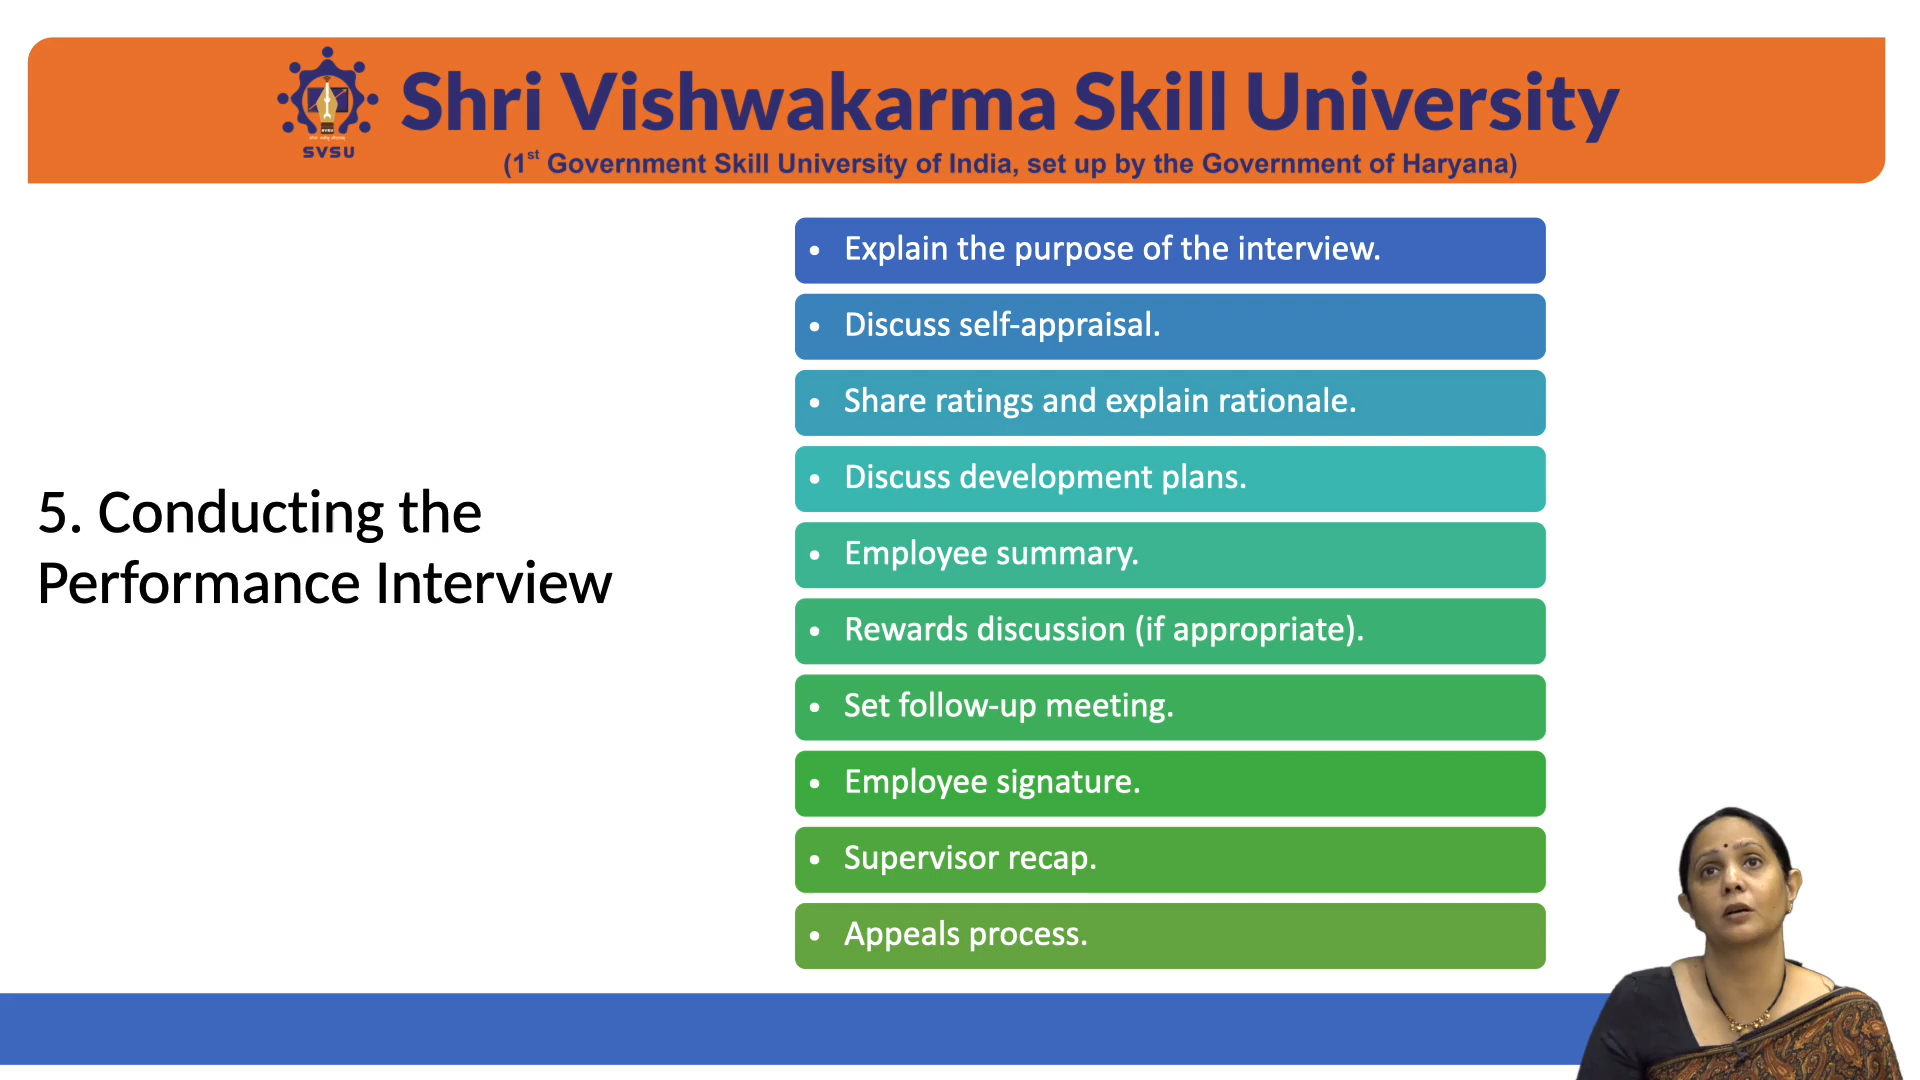 Shri Vishwakarma Skill University
SVSU
(1st Government Skill University of India, set up by the Government of Haryana)
• Explain the purpose of the interview.
• Discuss self-appraisal.
• Share ratings and explain rationale.
• Discuss development plans.
5. Conducting the
Performance Interview
• Employee summary.
• Rewards discussion (if appropriate).
• Set follow-up meeting.
• Employee signature.
• Supervisor recap.
• Appeals process.